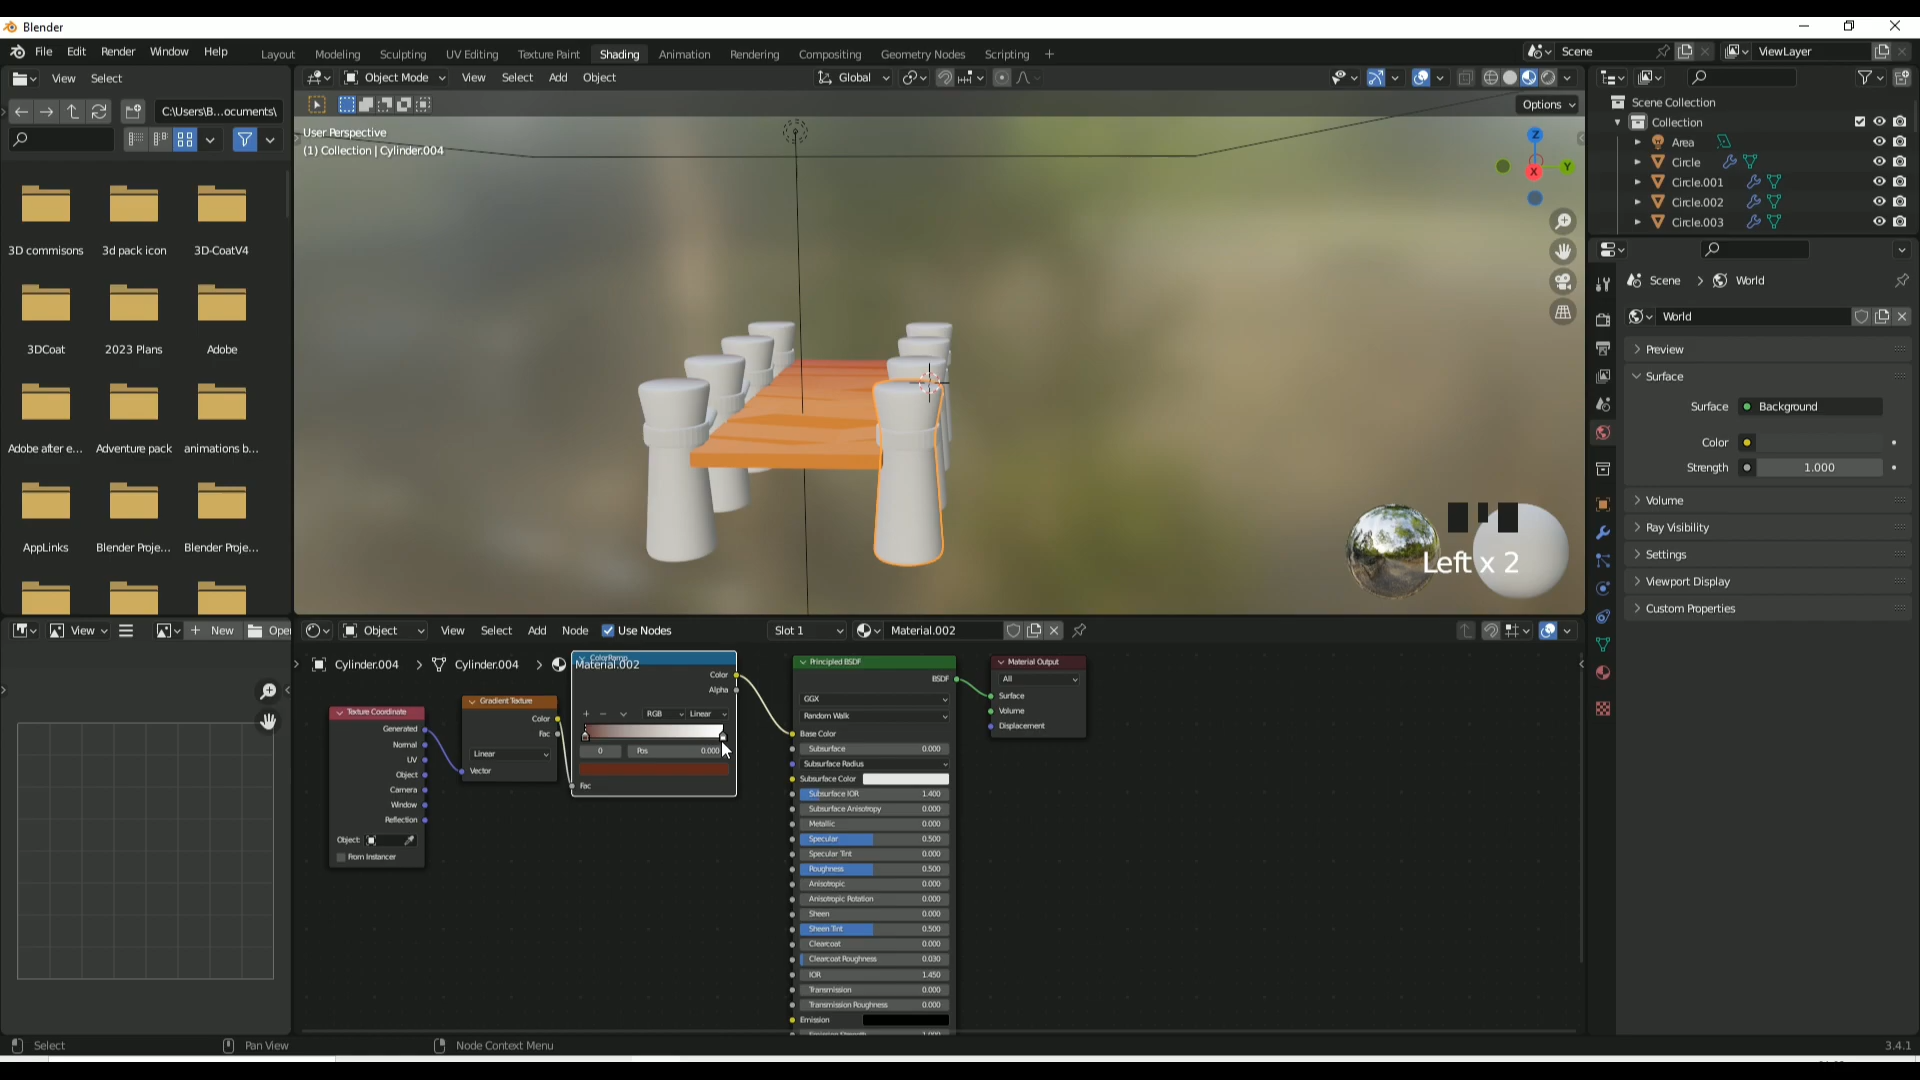 Blender
File Edit Render Window Help
Layout Modeling Sculpting UV Editing Texture Paint Shading Animation Rendering Compositing Geometry Nodes Scripting +
Scene
ViewLayer
View Select
Object Mode View Select Add Object
Global
C:\Users\B...ocuments\
Options
User Perspective
(1) Collection | Cylinder.004
Z
Y
X
Scene Collection
Collection
Area
Circle
Circle.001
Circle.002
Circle.003
3D commisons 3d pack icon 3D-CoatV4
3DCoat 2023 Plans Adobe
Adobe after e... Adventure pack animations b...
AppLinks Blender Proje... Blender Proje...
Scene > World
World
Preview
Surface
Surface Background
Color
Strength 1.000
Volume
Ray Visibility
Settings
Viewport Display
Custom Properties
Left x 2
View
+ New
Open
Object View Select Add Node Use Nodes
Slot 1
Material.002
Cylinder.004 > Cylinder.004 > Material.002
Texture Coordinate
Generated
Normal
UV
Object
Camera
Window
Reflection
Object:
From Instancer
Gradient Texture
Color
Fac
Linear
Vector
ColorRamp
Color
Alpha
+ − RGB Linear
0 Pos 0.000
Fac
Principled BSDF
BSDF
GGX
Random Walk
Base Color
Subsurface 0.000
Subsurface Radius
Subsurface Color
Subsurface IOR 1.400
Subsurface Anisotropy 0.000
Metallic 0.000
Specular 0.500
Specular Tint 0.000
Roughness 0.500
Anisotropic 0.000
Anisotropic Rotation 0.000
Sheen 0.000
Sheen Tint 0.500
Clearcoat 0.000
Clearcoat Roughness 0.030
IOR 1.450
Transmission 0.000
Transmission Roughness 0.000
Emission
Emission Strength 1.000
Material Output
All
Surface
Volume
Displacement
Select
Pan View
Node Context Menu
3.4.1